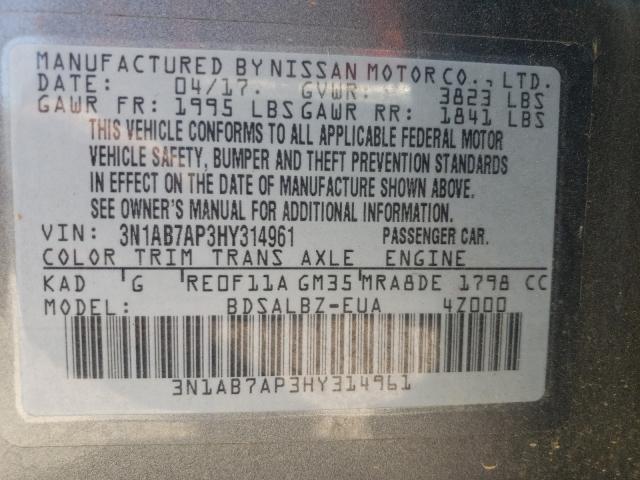 MANUFACTURED BY NISSAN MOTOR CO., LTD.
DATE: 04/17. GVWR: 3823 LBS
GAWR FR: 1995 LBS GAWR RR: 1841 LBS
THIS VEHICLE CONFORMS TO ALL APPLICABLE FEDERAL MOTOR
VEHICLE SAFETY, BUMPER AND THEFT PREVENTION STANDARDS
IN EFFECT ON THE DATE OF MANUFACTURE SHOWN ABOVE.
SEE OWNER'S MANUAL FOR ADDITIONAL INFORMATION.
VIN: 3N1AB7AP3HY314961 PASSENGER CAR.
COLOR TRIM TRANS AXLE ENGINE
KAD G RE0F11A GM35 MRA8DE 1798 CC
MODEL: BDSALBZ-EUA 4Z000
3N1AB7AP3HY314961